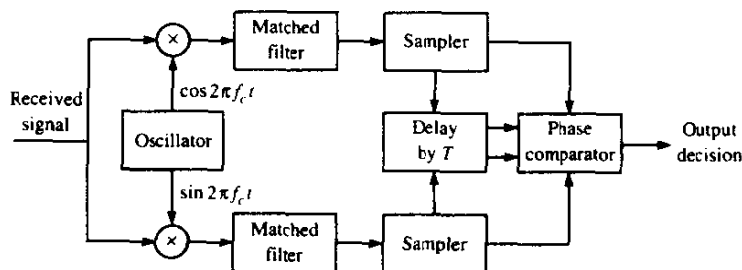 Matched
filter
Sampler
cos 2πf_c t
Received
signal
Oscillator
Delay
by T
Phase
comparator
Output
decision
sin 2πf_c t
Matched
filter
Sampler